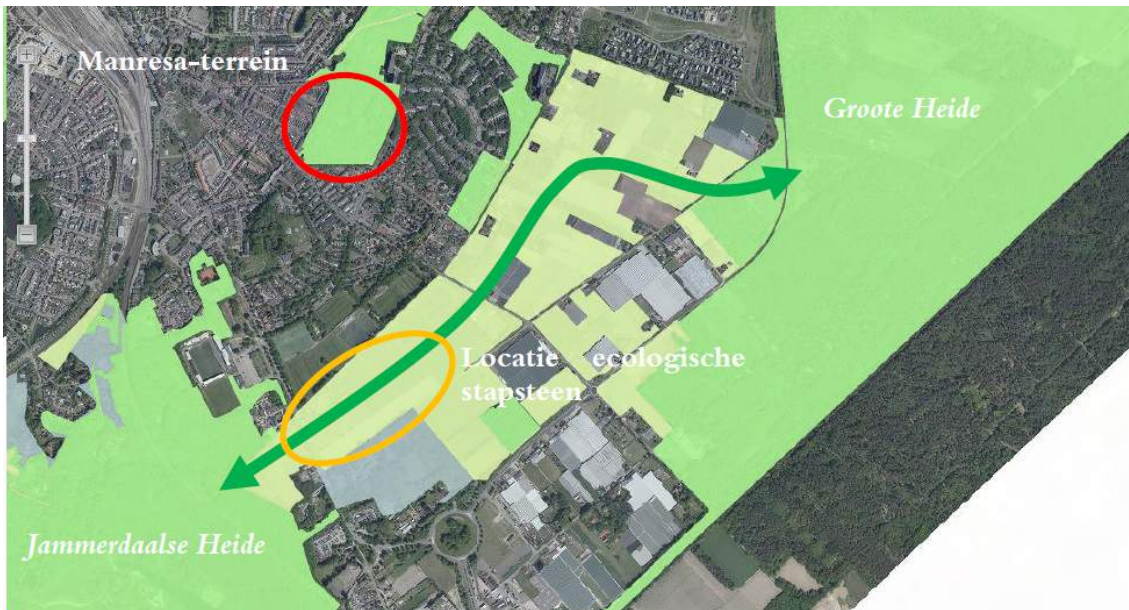 Manresa-terrein
Groote Heide
Locatie ecologische
stapsteen
Jammerdaalse Heide